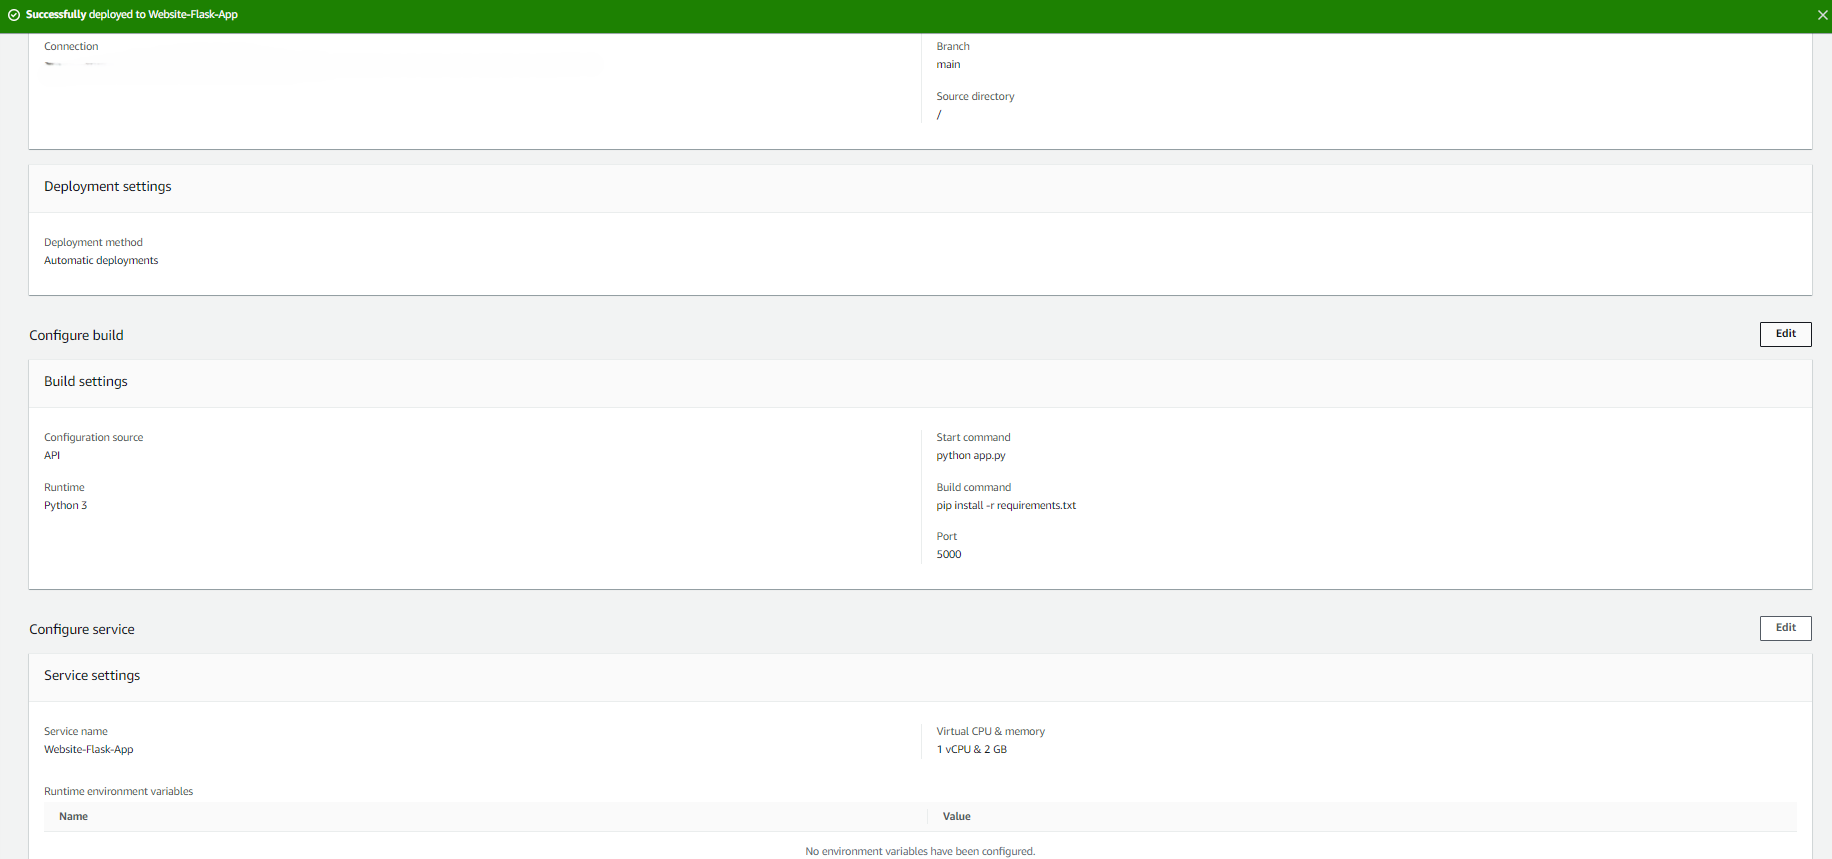 Successfully deployed to Website-Flask-App
Connection
Branch
main
Source directory
/
Deployment settings
Deployment method
Automatic deployments
Configure build
Edit
Build settings
Configuration source
API
Runtime
Python 3
Start command
python app.py
Build command
pip install -r requirements.txt
Port
5000
Configure service
Edit
Service settings
Service name
Website-Flask-App
Virtual CPU & memory
1 vCPU & 2 GB
Runtime environment variables
Name
Value
No environment variables have been configured.